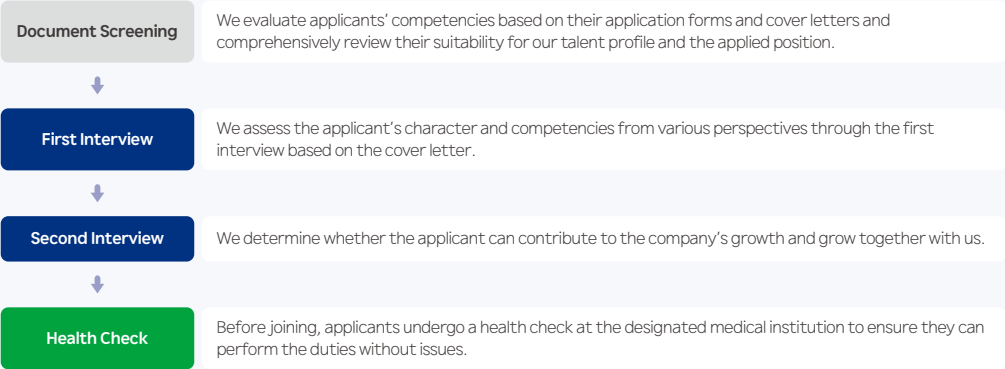 Document Screening
We evaluate applicants’ competencies based on their application forms and cover letters and
comprehensively review their suitability for our talent profile and the applied position.
First Interview
We assess the applicant’s character and competencies from various perspectives through the first
interview based on the cover letter.
Second Interview
We determine whether the applicant can contribute to the company’s growth and grow together with us.
Health Check
Before joining, applicants undergo a health check at the designated medical institution to ensure they can
perform the duties without issues.